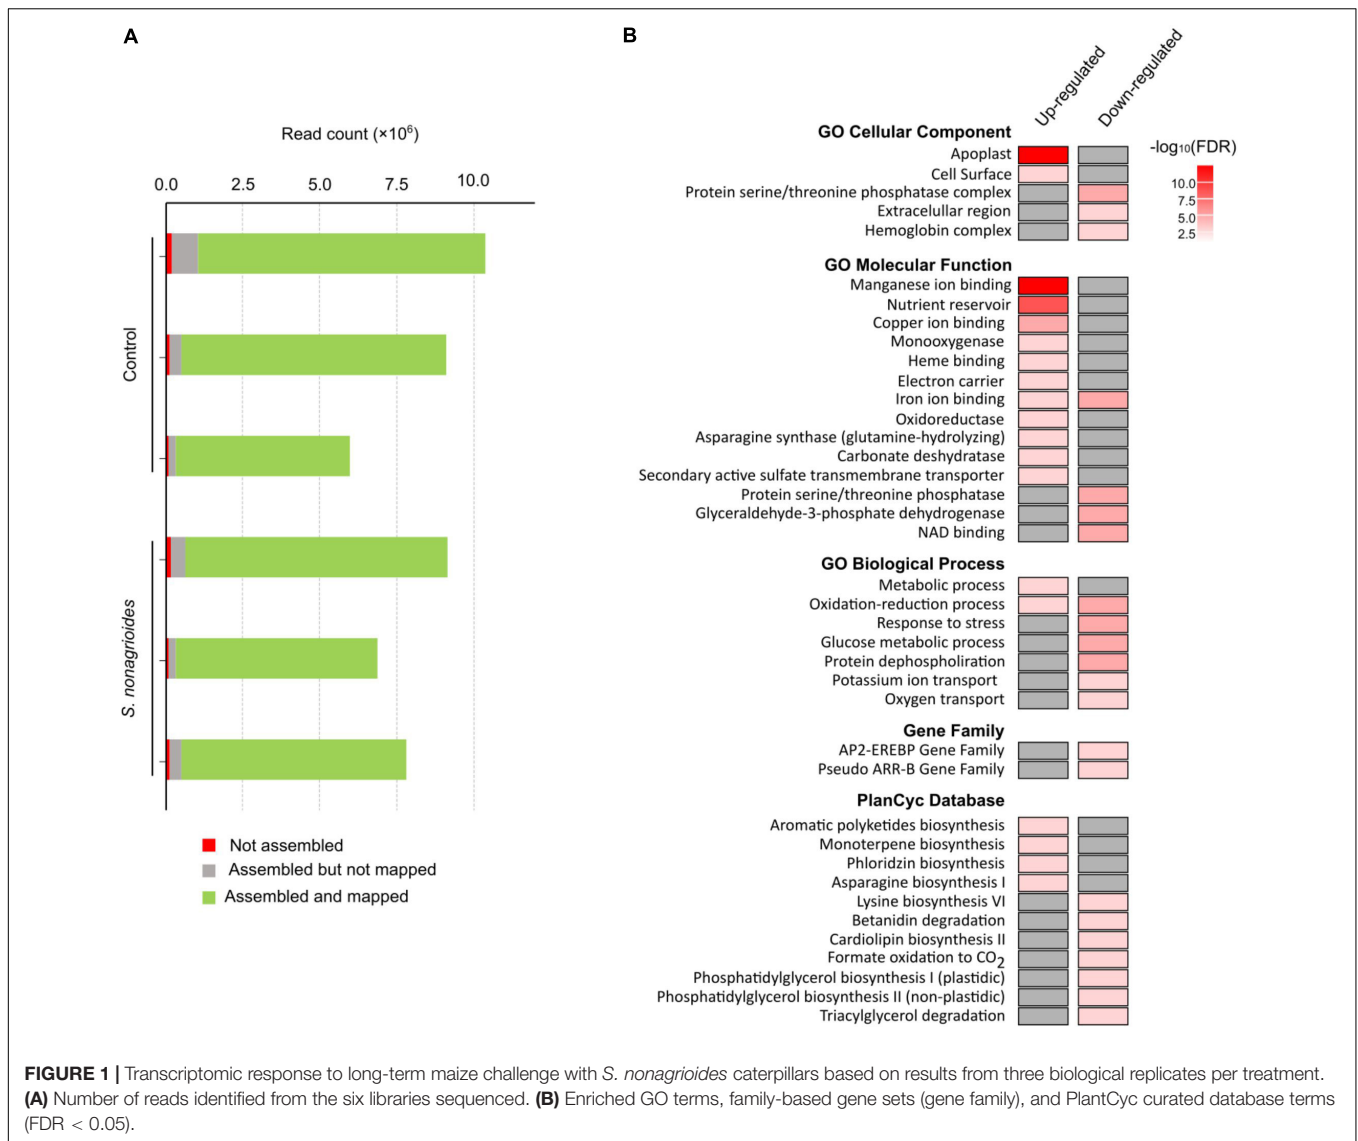 A
Read count (×10⁶)
0.0 2.5 5.0 7.5 10.0
Control
S. nonagrioides
Not assembled
Assembled but not mapped
Assembled and mapped
B
Up-regulated
Down-regulated
-log₁₀(FDR)
10.0
7.5
5.0
2.5
GO Cellular Component
Apoplast
Cell Surface
Protein serine/threonine phosphatase complex
Extracelullar region
Hemoglobin complex
GO Molecular Function
Manganese ion binding
Nutrient reservoir
Copper ion binding
Monooxygenase
Heme binding
Electron carrier
Iron ion binding
Oxidoreductase
Asparagine synthase (glutamine-hydrolyzing)
Carbonate deshydratase
Secondary active sulfate transmembrane transporter
Protein serine/threonine phosphatase
Glyceraldehyde-3-phosphate dehydrogenase
NAD binding
GO Biological Process
Metabolic process
Oxidation-reduction process
Response to stress
Glucose metabolic process
Protein dephospholiration
Potassium ion transport
Oxygen transport
Gene Family
AP2-EREBP Gene Family
Pseudo ARR-B Gene Family
PlanCyc Database
Aromatic polyketides biosynthesis
Monoterpene biosynthesis
Phloridzin biosynthesis
Asparagine biosynthesis I
Lysine biosynthesis VI
Betanidin degradation
Cardiolipin biosynthesis II
Formate oxidation to CO₂
Phosphatidylglycerol biosynthesis I (plastidic)
Phosphatidylglycerol biosynthesis II (non-plastidic)
Triacylglycerol degradation
FIGURE 1 | Transcriptomic response to long-term maize challenge with S. nonagrioides caterpillars based on results from three biological replicates per treatment.
(A) Number of reads identified from the six libraries sequenced. (B) Enriched GO terms, family-based gene sets (gene family), and PlantCyc curated database terms
(FDR < 0.05).